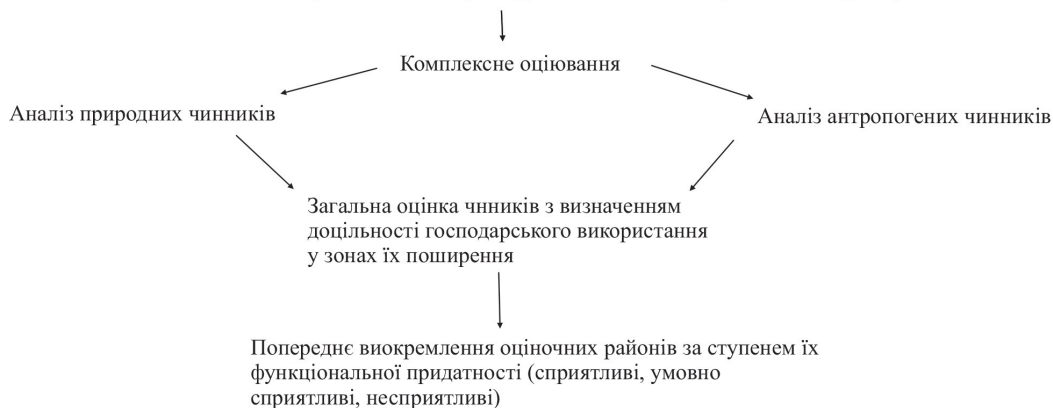 Комплексне оціювання
Аналіз природних чинників
Аналіз антропогених чинників
Загальна оцінка чнників з визначенням
доцільності господарського використання
у зонах їх поширення
Попереднє виокремлення оціночних районів за ступенем їх
функціональної придатності (сприятливі, умовно
сприятливі, несприятливі)